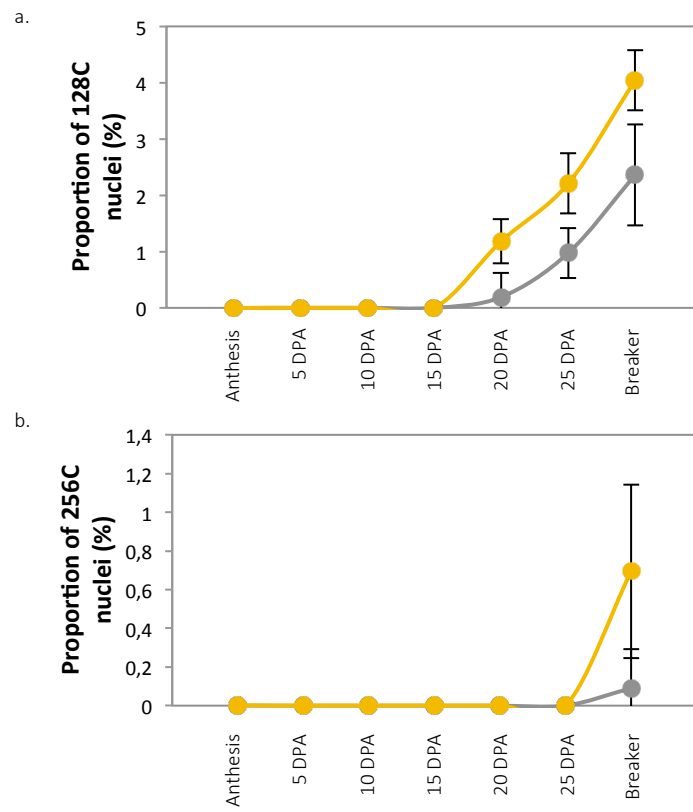 a.
Proportion of 128C
nuclei (%)
5
4
3
2
1
0
Anthesis
5 DPA
10 DPA
15 DPA
20 DPA
25 DPA
Breaker
b.
Proportion of 256C
nuclei (%)
1,4
1,2
1
0,8
0,6
0,4
0,2
0
Anthesis
5 DPA
10 DPA
15 DPA
20 DPA
25 DPA
Breaker